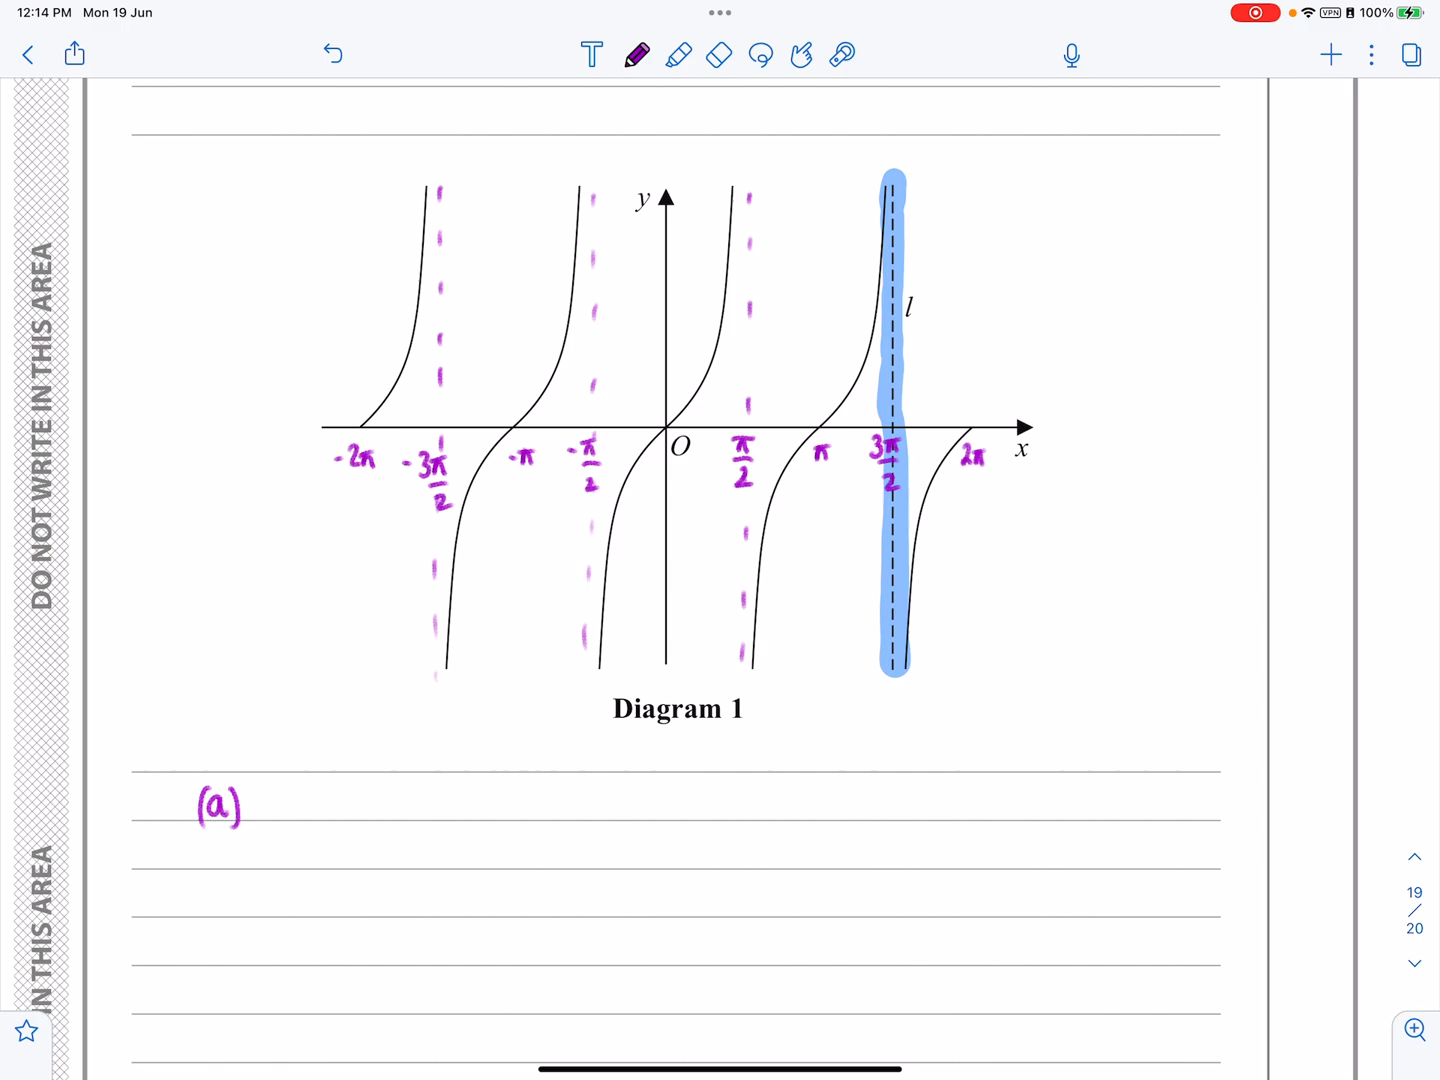 12:14 PM Mon 19 Jun
VPN 100%
T
DO NOT WRITE IN THIS AREA
y
l
O
x
-2π -3π/2 -π -π/2 π/2 π 3π/2 2π
Diagram 1
(a)
IN THIS AREA
19
/
20